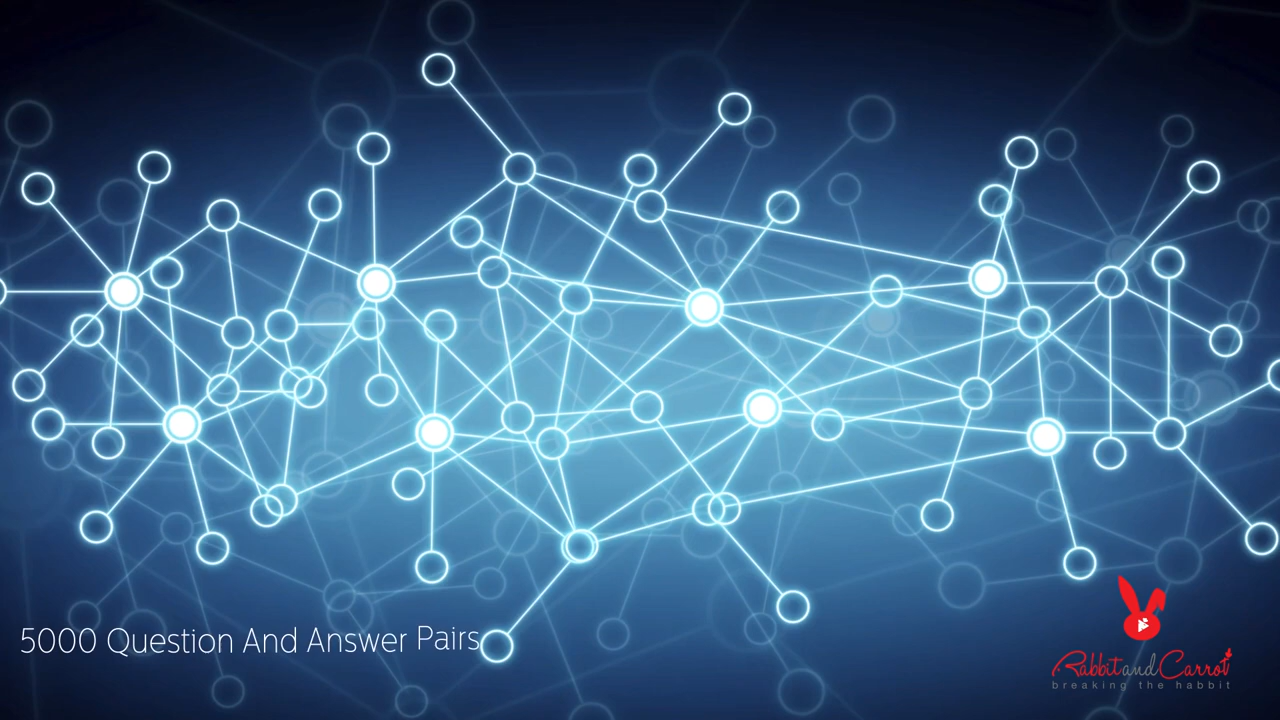 5000 Question And Answer Pairs
RabbitandCarrot
breaking the habbit